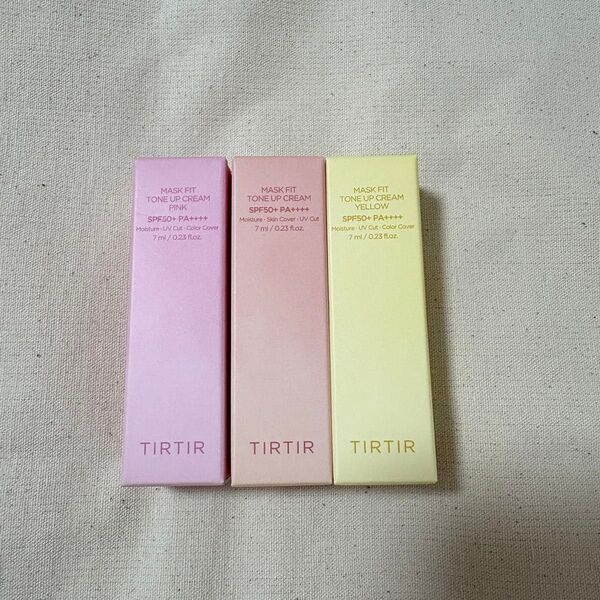 MASK FIT
TONE UP CREAM
PINK
SPF50+ PA++++
Moisture · UV Cut · Color Cover
7 ml / 0.23 fl.oz.
TIRTIR
MASK FIT
TONE UP CREAM
SPF50+ PA++++
Moisture · Skin Cover · UV Cut
7 ml / 0.23 fl.oz.
TIRTIR
MASK FIT
TONE UP CREAM
YELLOW
SPF50+ PA++++
Moisture · UV Cut · Color Cover
7 ml / 0.23 fl.oz.
TIRTIR